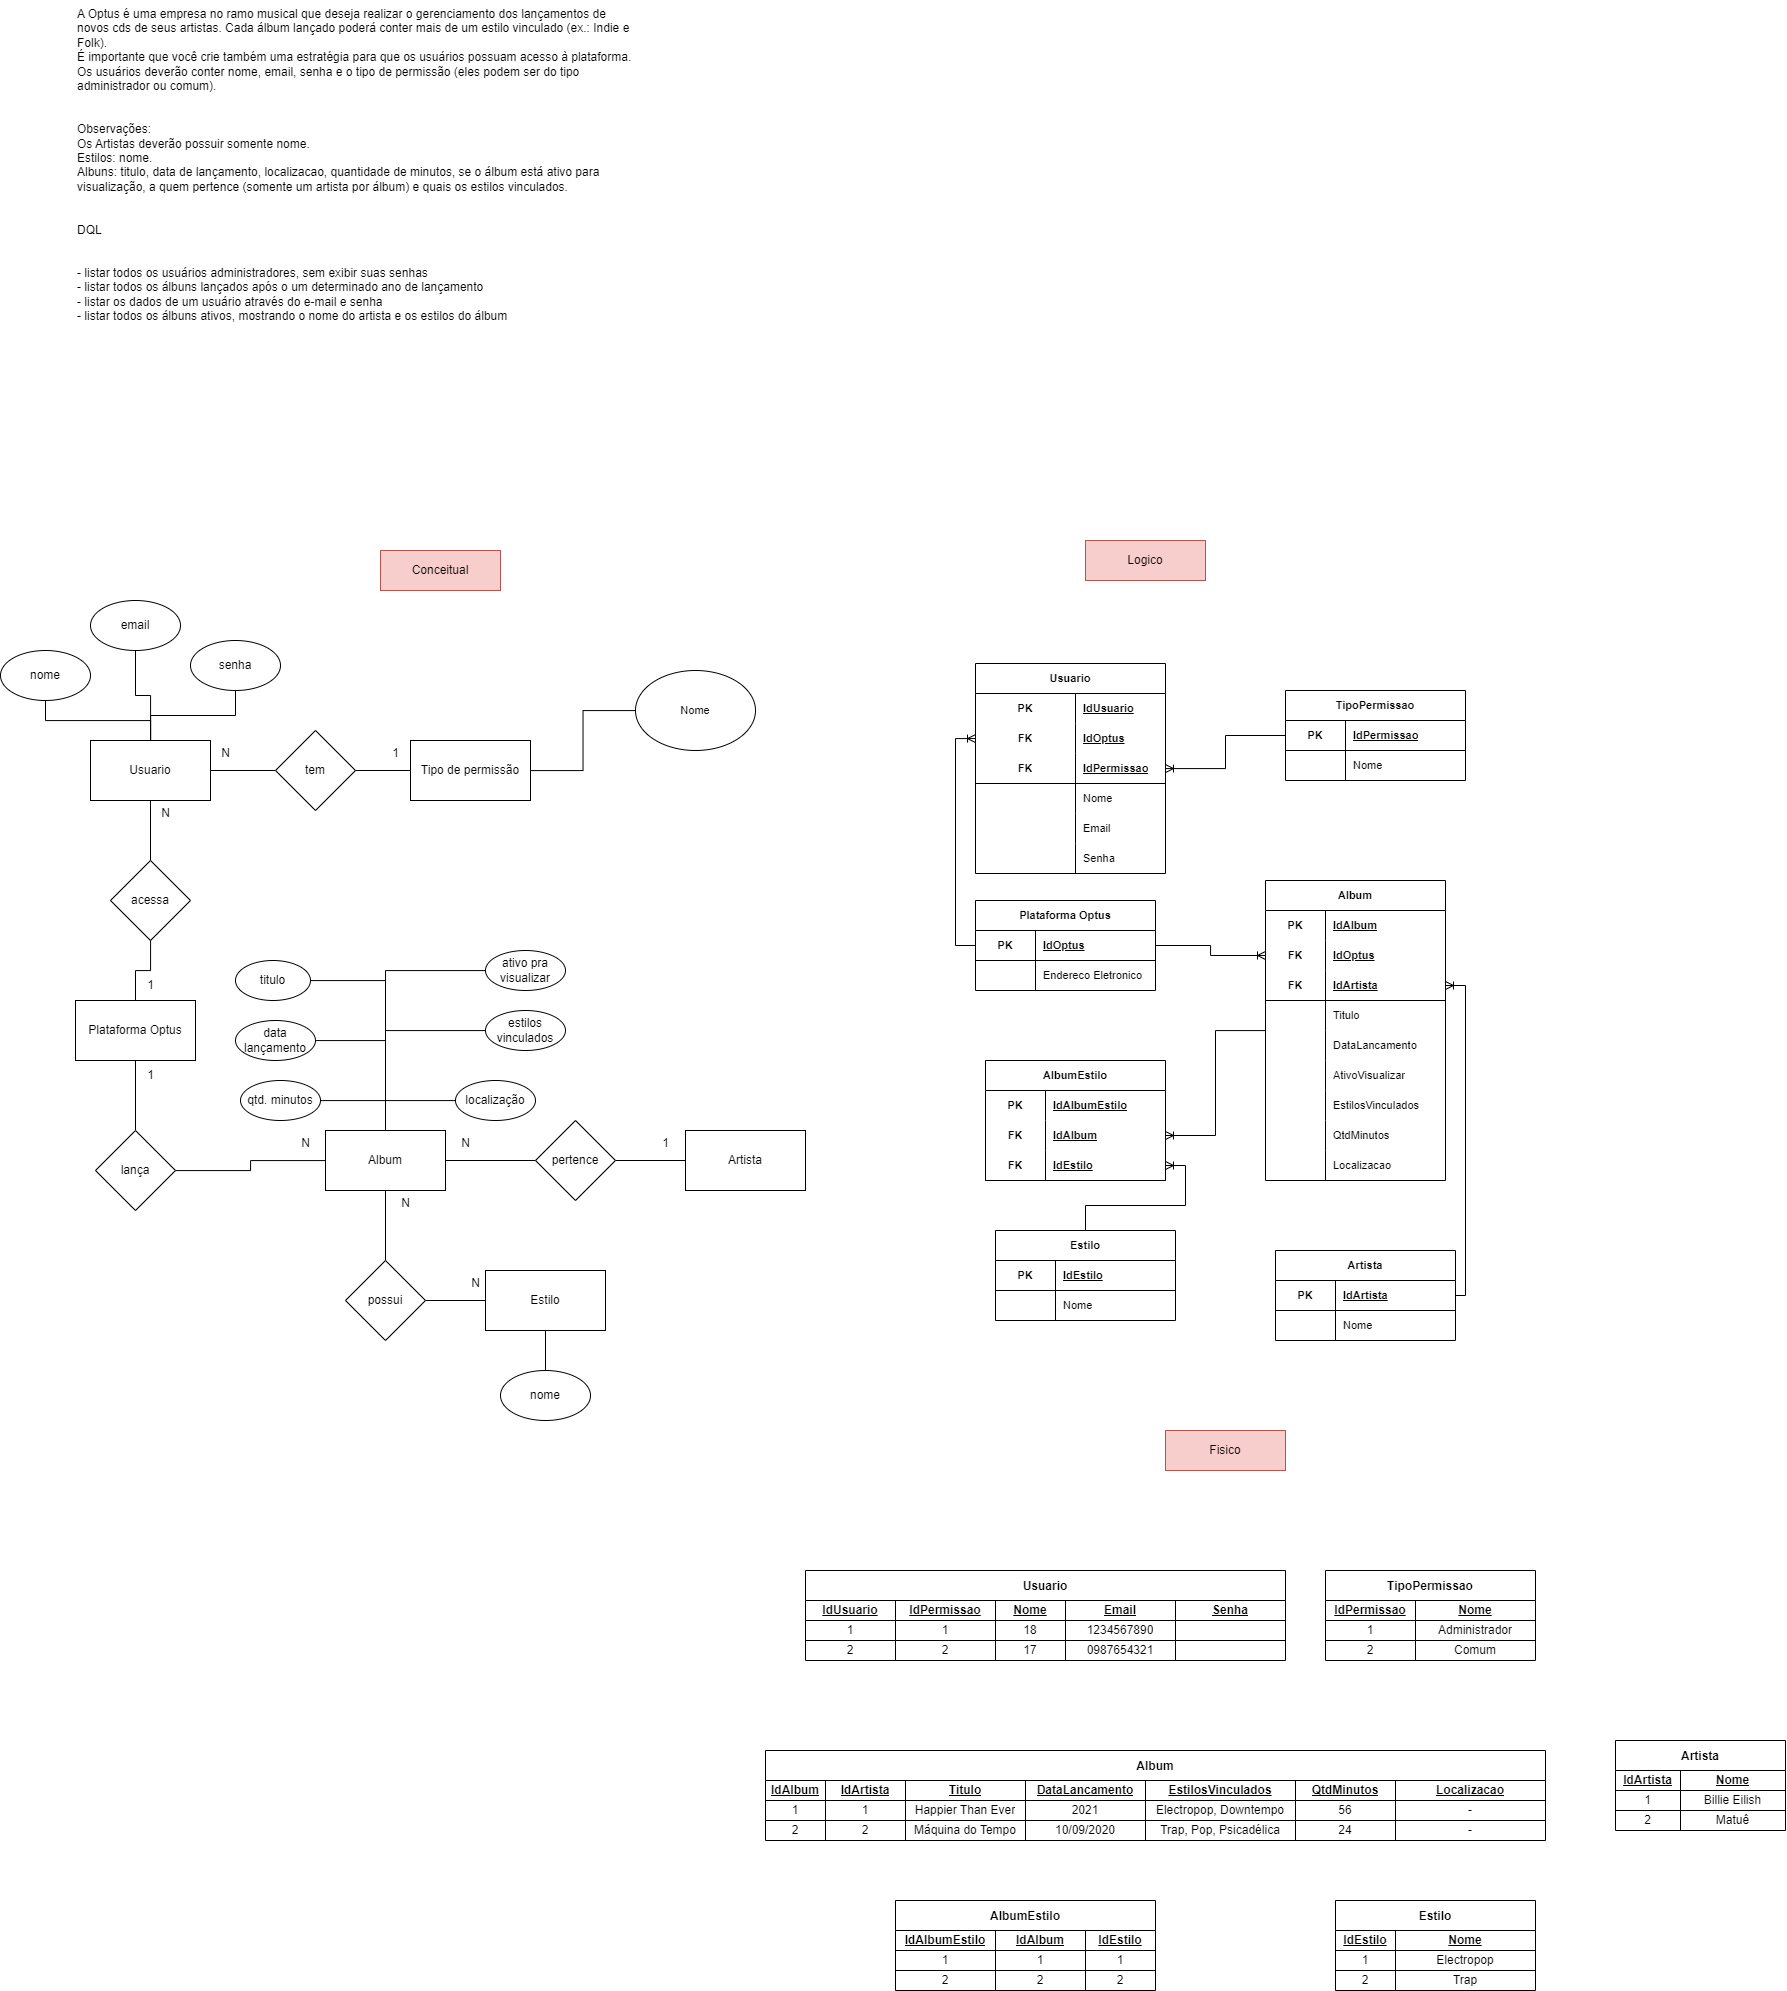 A Optus é uma empresa no ramo musical que deseja realizar o gerenciamento dos lançamentos de
novos cds de seus artistas. Cada álbum lançado poderá conter mais de um estilo vinculado (ex.: Indie e
Folk).
É importante que você crie também uma estratégia para que os usuários possuam acesso à plataforma.
Os usuários deverão conter nome, email, senha e o tipo de permissão (eles podem ser do tipo
administrador ou comum).
Observações:
Os Artistas deverão possuir somente nome.
Estilos: nome.
Albuns: titulo, data de lançamento, localizacao, quantidade de minutos, se o álbum está ativo para
visualização, a quem pertence (somente um artista por álbum) e quais os estilos vinculados.
DQL
- listar todos os usuários administradores, sem exibir suas senhas
- listar todos os álbuns lançados após o um determinado ano de lançamento
- listar os dados de um usuário através do e-mail e senha
- listar todos os álbuns ativos, mostrando o nome do artista e os estilos do álbum
Conceitual
email
senha
nome
Nome
Usuario
N
tem
1
Tipo de permissão
N
acessa
1
Plataforma Optus
1
titulo
ativo pra
visualizar
data
lançamento
estilos
vinculados
qtd. minutos
localização
lança
N
Album
N
pertence
1
Artista
N
possui
N
Estilo
nome
Logico
Usuario
PK IdUsuario
FK IdOptus
FK IdPermissao
Nome
Email
Senha
TipoPermissao
PK IdPermissao
Nome
Plataforma Optus
PK IdOptus
Endereco Eletronico
Album
PK IdAlbum
FK IdOptus
FK IdArtista
Titulo
DataLancamento
AtivoVisualizar
EstilosVinculados
QtdMinutos
Localizacao
AlbumEstilo
PK IdAlbumEstilo
FK IdAlbum
FK IdEstilo
Estilo
PK IdEstilo
Nome
Artista
PK IdArtista
Nome
Fisico
Usuario
IdUsuario IdPermissao Nome Email Senha
1 1 18 1234567890
2 2 17 0987654321
TipoPermissao
IdPermissao Nome
1 Administrador
2 Comum
Album
IdAlbum IdArtista Titulo DataLancamento EstilosVinculados QtdMinutos Localizacao
1 1 Happier Than Ever 2021 Electropop, Downtempo 56 -
2 2 Máquina do Tempo 10/09/2020 Trap, Pop, Psicadélica 24 -
Artista
IdArtista Nome
1 Billie Eilish
2 Matuê
AlbumEstilo
IdAlbumEstilo IdAlbum IdEstilo
1 1 1
2 2 2
Estilo
IdEstilo Nome
1 Electropop
2 Trap